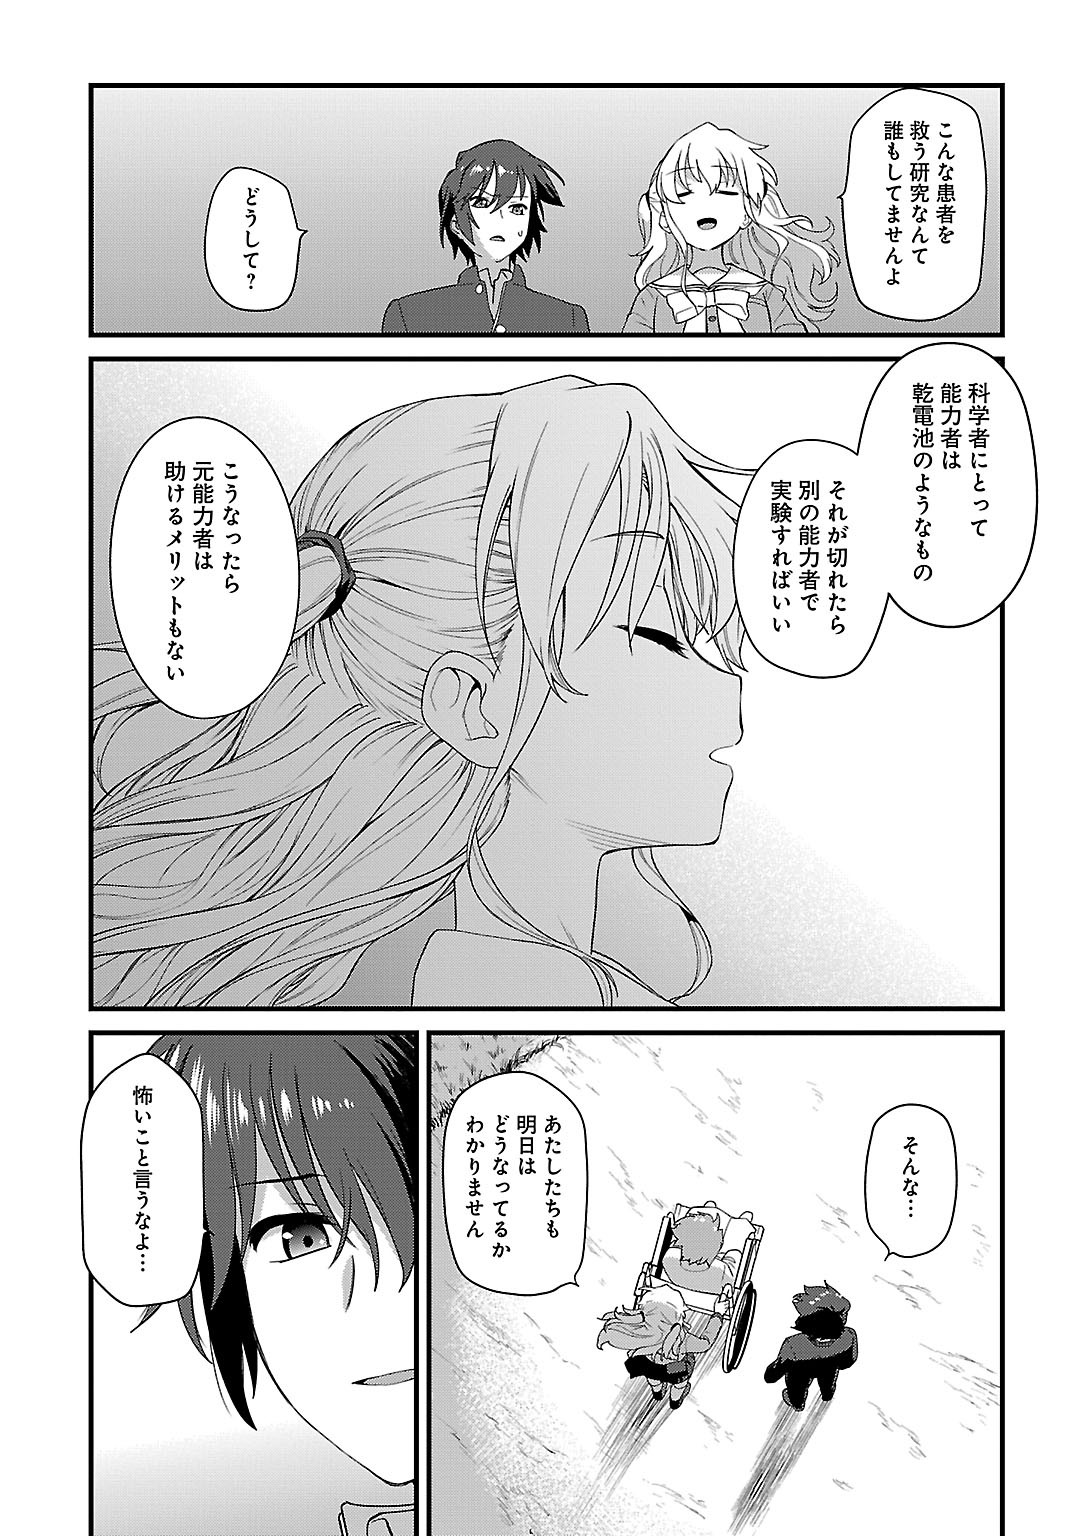 こんな患者を
救う研究なんて
誰もしてませんよ
どうして？
科学者にとって
能力者は
乾電池のようなもの
それが切れたら
別の能力者で
実験すればいい
こうなったら
元能力者は
助けるメリットもない
そんな…
あたしたちも
明日は
どうなってるか
わかりません
怖いこと言うなよ…